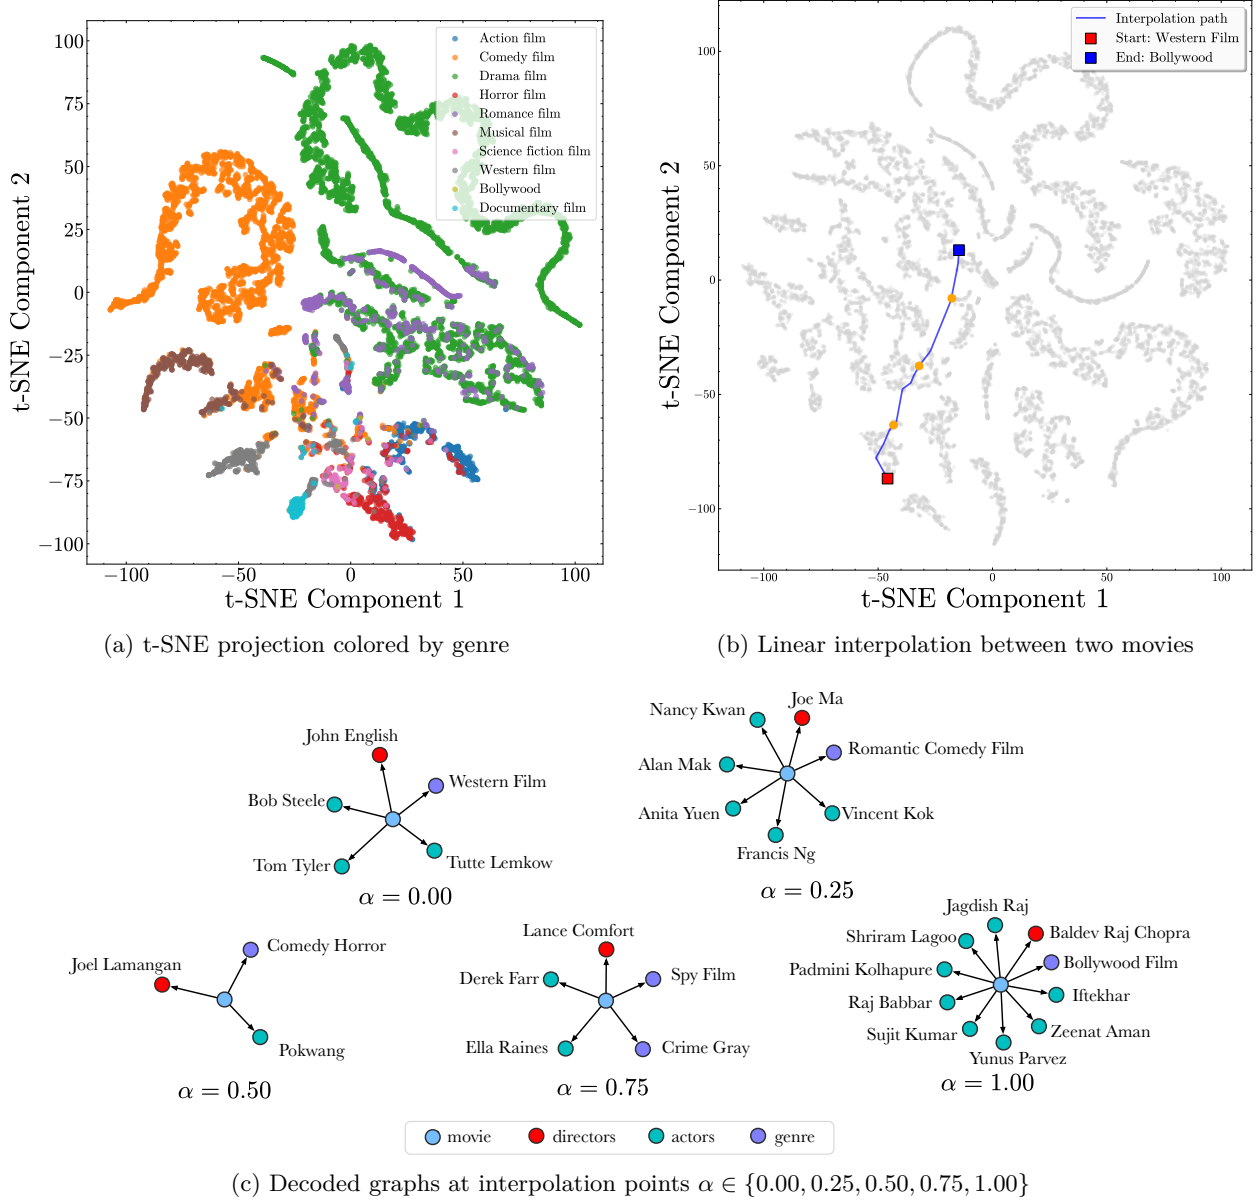 100
75
50
25
0
−25
−50
−75
−100
t-SNE Component 2
Action film
Comedy film
Drama film
Horror film
Romance film
Musical film
Science fiction film
Western film
Bollywood
Documentary film
−100
−50
0
50
100
t-SNE Component 1
(a) t-SNE projection colored by genre
100
50
0
−50
−100
t-SNE Component 2
Interpolation path
Start: Western Film
End: Bollywood
−100
−50
0
50
100
t-SNE Component 1
(b) Linear interpolation between two movies
John English
Western Film
Bob Steele
Tom Tyler
Tutte Lemkow
α = 0.00
Nancy Kwan
Joe Ma
Romantic Comedy Film
Alan Mak
Anita Yuen
Vincent Kok
Francis Ng
α = 0.25
Comedy Horror
Joel Lamangan
Pokwang
α = 0.50
Lance Comfort
Derek Farr
Spy Film
Ella Raines
Crime Gray
α = 0.75
Jagdish Raj
Shriram Lagoo
Baldev Raj Chopra
Padmini Kolhapure
Bollywood Film
Raj Babbar
Iftekhar
Sujit Kumar
Zeenat Aman
Yunus Parvez
α = 1.00
movie
directors
actors
genre
(c) Decoded graphs at interpolation points α ∈ {0.00, 0.25, 0.50, 0.75, 1.00}